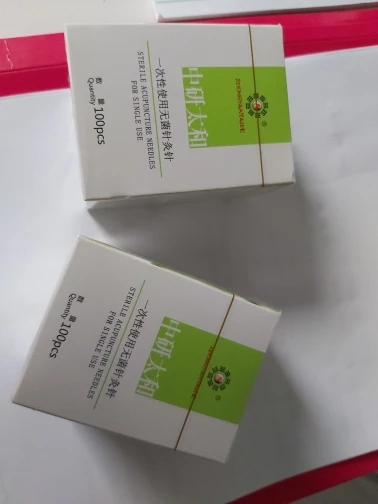 中研太和
ZHONGYANTAIHE
®
一次性使用无菌针灸针
STERILE ACUPUNCTURE NEEDLES
FOR SINGLE USE
数 量
Quantity 100pcs
中研太和
ZHONGYANTAIHE
®
一次性使用无菌针灸针
STERILE ACUPUNCTURE NEEDLES
FOR SINGLE USE
数 量
Quantity 100pcs